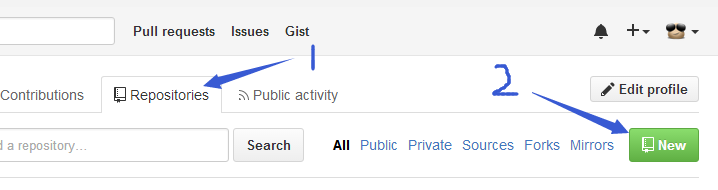 Pull requests Issues Gist
1
2
Contributions Repositories Public activity Edit profile
d a repository... Search All Public Private Sources Forks Mirrors New